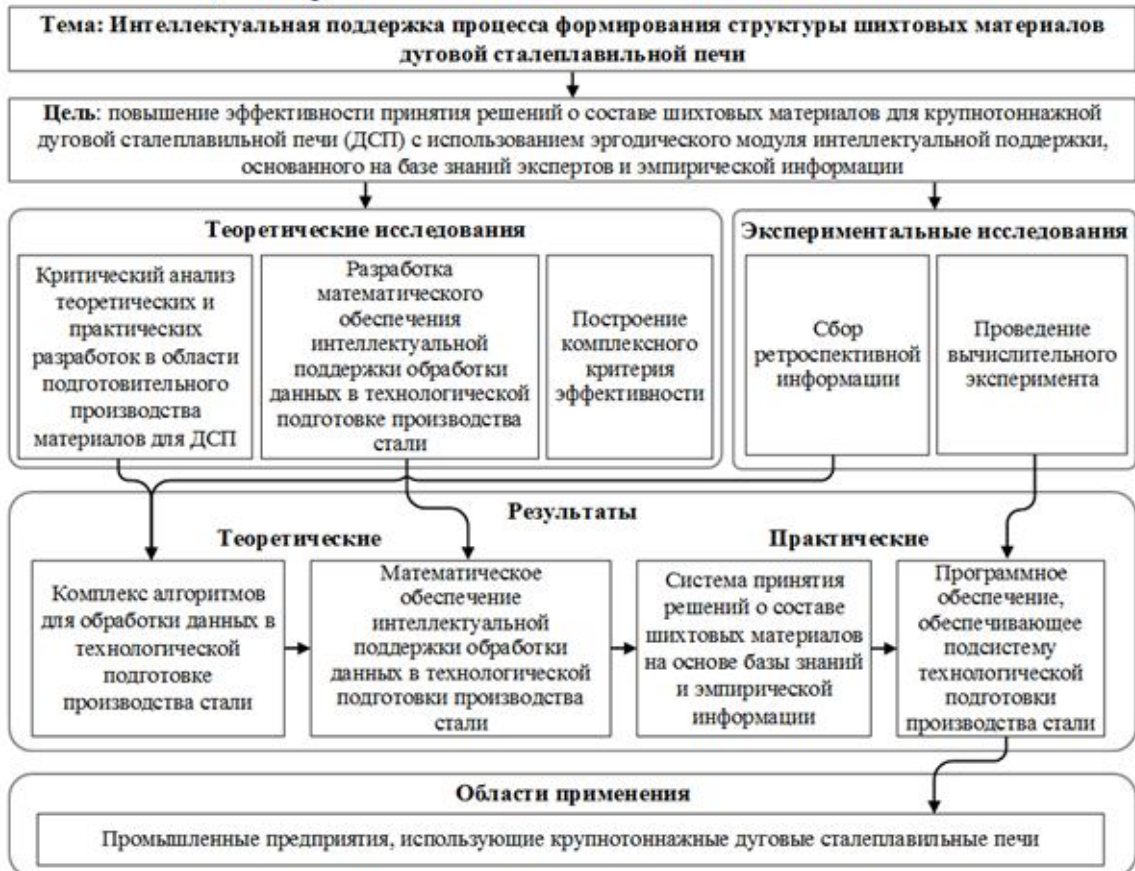 Тема: Интеллектуальная поддержка процесса формирования структуры шихтовых материалов
дуговой сталеплавильной печи
Цель: повышение эффективности принятия решений о составе шихтовых материалов для крупнотоннажной
дуговой сталеплавильной печи (ДСП) с использованием эргодического модуля интеллектуальной поддержки,
основанного на базе знаний экспертов и эмпирической информации
Теоретические исследования
Критический анализ
теоретических и
практических
разработок в области
подготовительного
производства
материалов для ДСП
Разработка
математического
обеспечения
интеллектуальной
поддержки обработки
данных в технологической
подготовке производства
стали
Построение
комплексного
критерия
эффективности
Экспериментальные исследования
Сбор
ретроспективной
информации
Проведение
вычислительного
эксперимента
Результаты
Теоретические
Практические
Комплекс алгоритмов
для обработки данных в
технологической
подготовке
производства стали
Математическое
обеспечение
интеллектуальной
поддержки обработки
данных в технологической
подготовки производства
стали
Система принятия
решений о составе
шихтовых материалов
на основе базы знаний
и эмпирической
информации
Программное
обеспечение,
обеспечивающее
подсистему
технологической
подготовки
производства стали
Области применения
Промышленные предприятия, использующие крупнотоннажные дуговые сталеплавильные печи